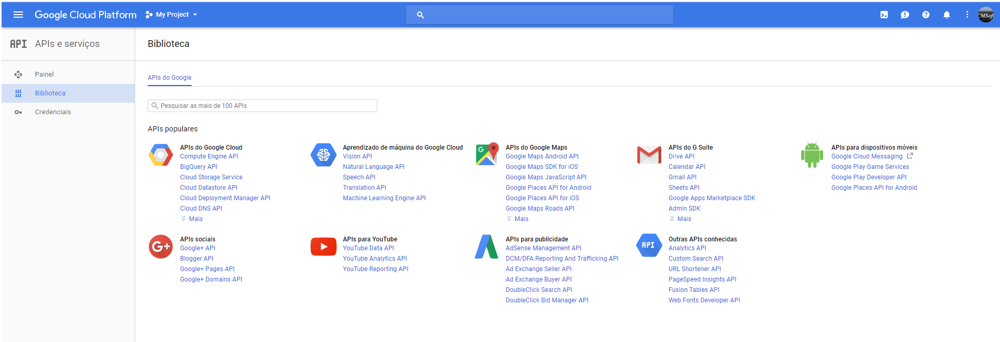 Google Cloud Platform My Project
API APIs e serviços
Biblioteca
Painel
Biblioteca
Credenciais
APIs do Google
Pesquisar as mais de 100 APIs
APIs populares
APIs do Google Cloud
Compute Engine API
BigQuery API
Cloud Storage Service
Cloud Datastore API
Cloud Deployment Manager API
Cloud DNS API
Mais
Aprendizado de máquina do Google Cloud
Vision API
Natural Language API
Speech API
Translation API
Machine Learning Engine API
G
APIs do Google Maps
Google Maps Android API
Google Maps SDK for iOS
Google Maps JavaScript API
Google Places API for Android
Google Places API for iOS
Google Maps Roads API
Mais
APIs do G Suite
Drive API
Calendar API
Gmail API
Sheets API
Google Apps Marketplace SDK
Admin SDK
Mais
APIs para dispositivos móveis
Google Cloud Messaging
Google Play Game Services
Google Play Developer API
Google Places API for Android
G+
APIs sociais
Google+ API
Blogger API
Google+ Pages API
Google+ Domains API
APIs para YouTube
YouTube Data API
YouTube Analytics API
YouTube Reporting API
APIs para publicidade
AdSense Management API
DCM/DFA Reporting And Trafficking API
Ad Exchange Seller API
Ad Exchange Buyer API
DoubleClick Search API
DoubleClick Bid Manager API
API
Outras APIs conhecidas
Analytics API
Custom Search API
URL Shortener API
PageSpeed Insights API
Fusion Tables API
Web Fonts Developer API